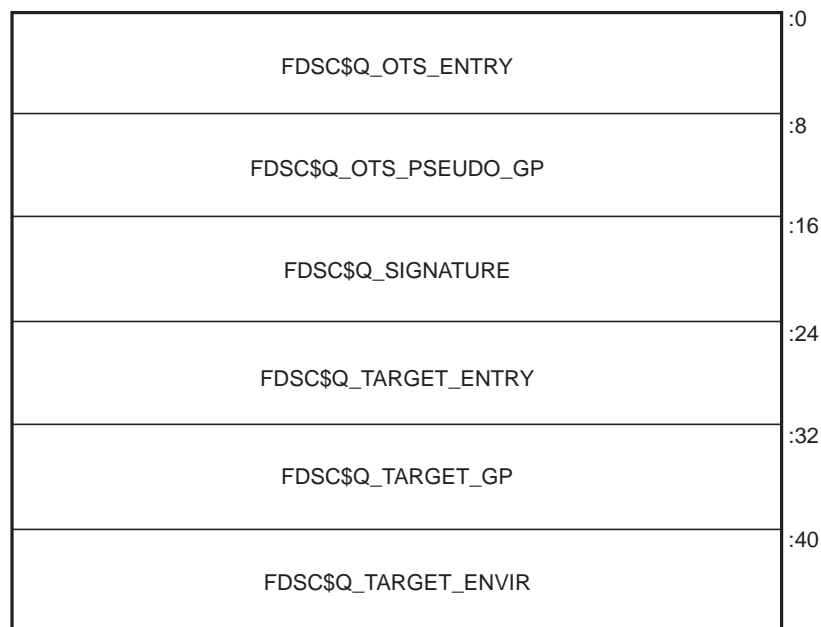 :0
FDSC$Q_OTS_ENTRY
:8
FDSC$Q_OTS_PSEUDO_GP
:16
FDSC$Q_SIGNATURE
:24
FDSC$Q_TARGET_ENTRY
:32
FDSC$Q_TARGET_GP
:40
FDSC$Q_TARGET_ENVIR